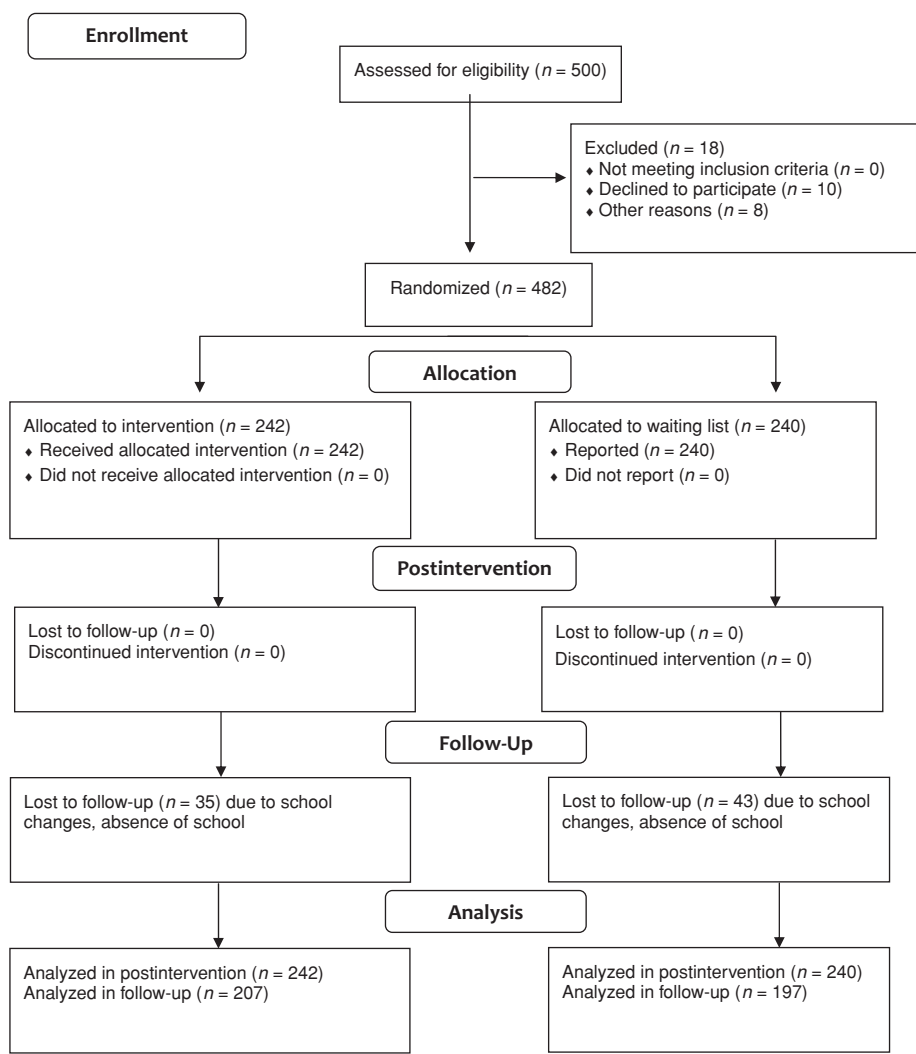 Enrollment
Assessed for eligibility (n = 500)
Excluded (n = 18)
♦ Not meeting inclusion criteria (n = 0)
♦ Declined to participate (n = 10)
♦ Other reasons (n = 8)
Randomized (n = 482)
Allocation
Allocated to intervention (n = 242)
♦ Received allocated intervention (n = 242)
♦ Did not receive allocated intervention (n = 0)
Allocated to waiting list (n = 240)
♦ Reported (n = 240)
♦ Did not report (n = 0)
Postintervention
Lost to follow-up (n = 0)
Discontinued intervention (n = 0)
Lost to follow-up (n = 0)
Discontinued intervention (n = 0)
Follow-Up
Lost to follow-up (n = 35) due to school
changes, absence of school
Lost to follow-up (n = 43) due to school
changes, absence of school
Analysis
Analyzed in postintervention (n = 242)
Analyzed in follow-up (n = 207)
Analyzed in postintervention (n = 240)
Analyzed in follow-up (n = 197)